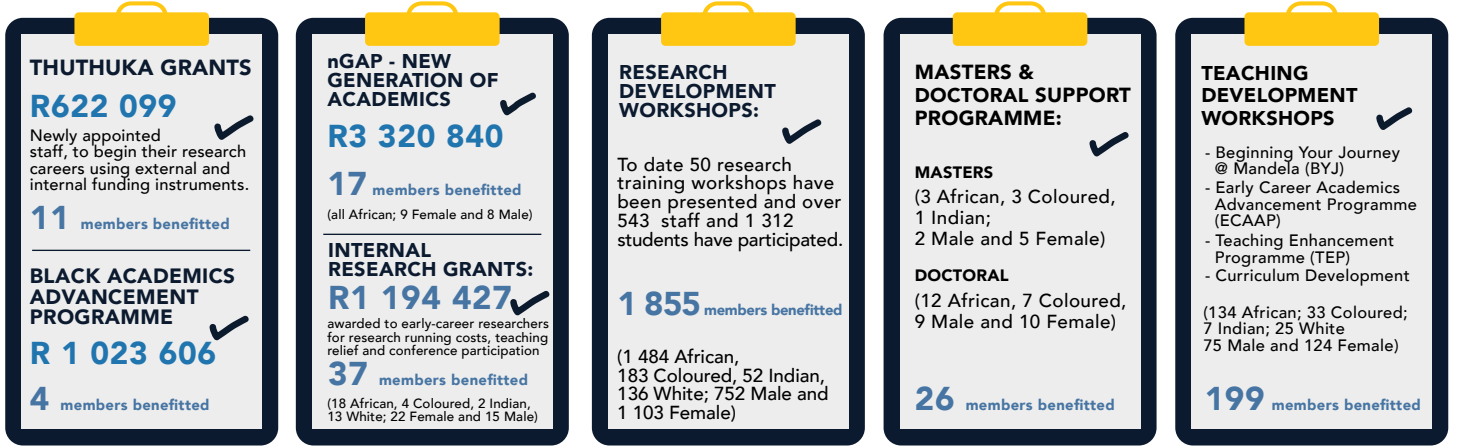 THUTHUKA GRANTS
R622 099
Newly appointed
staff, to begin their research
careers using external and
internal funding instruments.
11 members benefitted
BLACK ACADEMICS
ADVANCEMENT
PROGRAMME
R 1 023 606
4 members benefitted
nGAP - NEW
GENERATION OF
ACADEMICS
R3 320 840
17 members benefitted
(all African; 9 Female and 8 Male)
INTERNAL
RESEARCH GRANTS:
R1 194 427
awarded to early-career researchers
for research running costs, teaching
relief and conference participation
37 members benefitted
(18 African, 4 Coloured, 2 Indian,
13 White; 22 Female and 15 Male)
RESEARCH
DEVELOPMENT
WORKSHOPS:
To date 50 research
training workshops have
been presented and over
543 staff and 1 312
students have participated.
1 855 members benefitted
(1 484 African,
183 Coloured, 52 Indian,
136 White; 752 Male and
1 103 Female)
MASTERS &
DOCTORAL SUPPORT
PROGRAMME:
MASTERS
(3 African, 3 Coloured,
1 Indian;
2 Male and 5 Female)
DOCTORAL
(12 African, 7 Coloured,
9 Male and 10 Female)
26 members benefitted
TEACHING
DEVELOPMENT
WORKSHOPS
- Beginning Your Journey
@ Mandela (BYJ)
- Early Career Academics
Advancement Programme
(ECAAP)
- Teaching Enhancement
Programme (TEP)
- Curriculum Development
(134 African; 33 Coloured;
7 Indian; 25 White
75 Male and 124 Female)
199 members benefitted